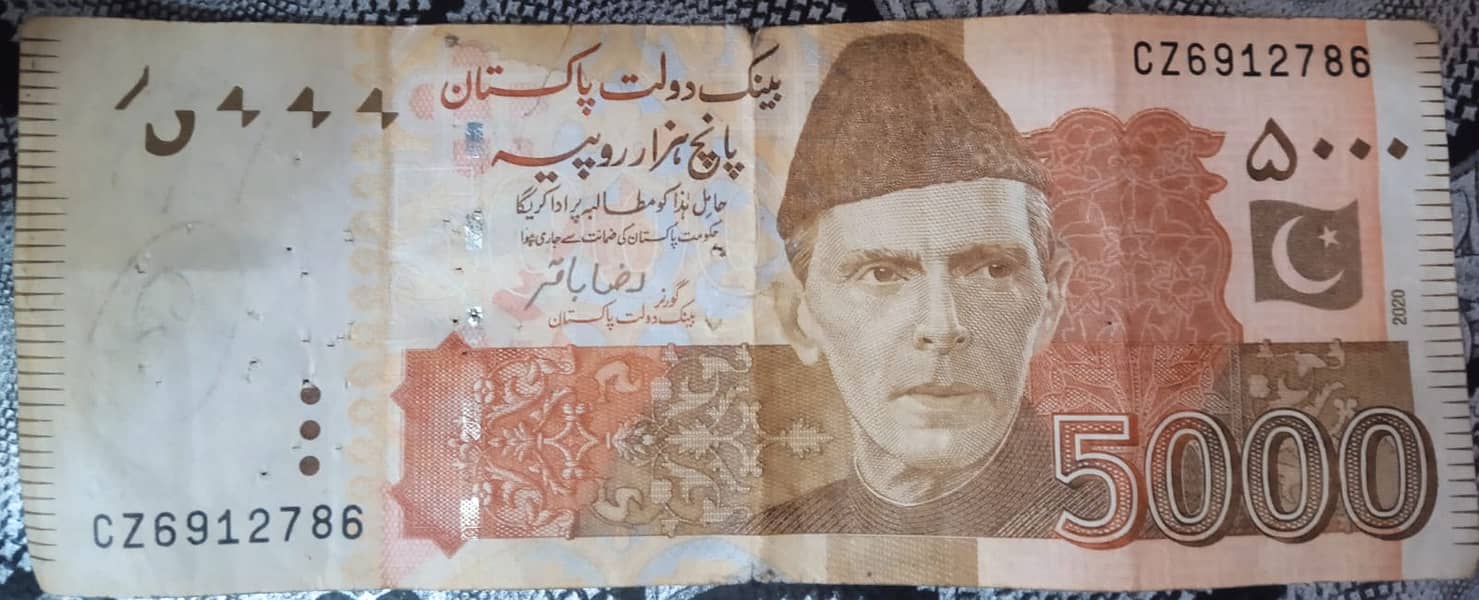 CZ6912786
بینک دولت پاکستان
پانچ ہزار روپیہ
حامل ہٰذا کو مطالبہ پر ادا کریگا
حکومت پاکستان کی ضمانت سے جاری ہوا
رضا باقر
گورنر
بینک دولت پاکستان
۵۰۰۰
2020
5000
CZ6912786